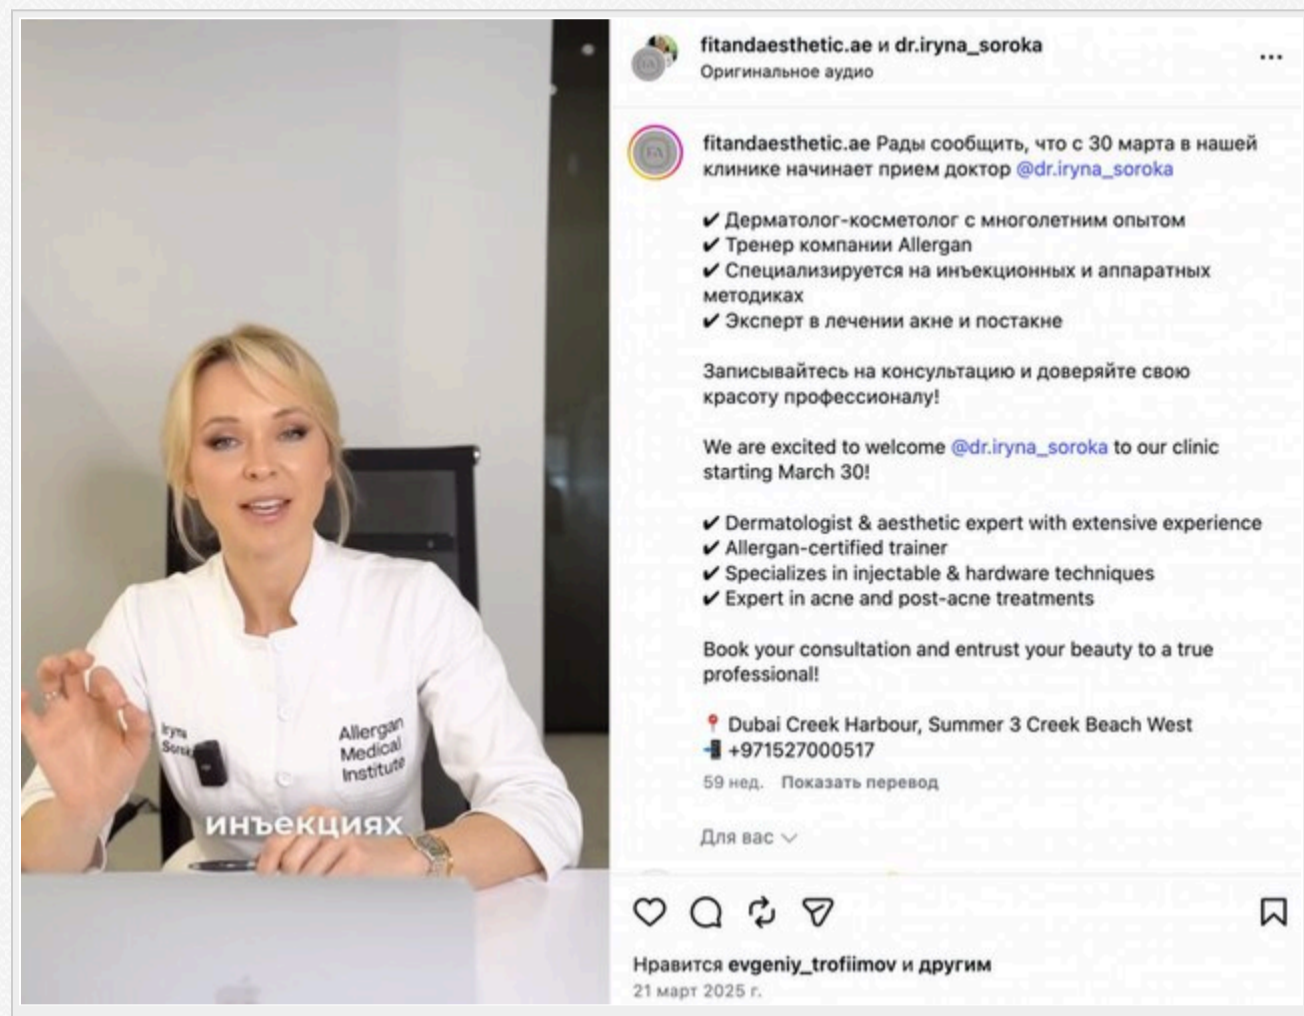 fitandaesthetic.ae и dr.iryna_soroka
Оригинальное аудио
fitandaesthetic.ae Рады сообщить, что с 30 марта в нашей
клинике начинает прием доктор @dr.iryna_soroka
✔ Дерматолог-косметолог с многолетним опытом
✔ Тренер компании Allergan
✔ Специализируется на инъекционных и аппаратных
методиках
✔ Эксперт в лечении акне и постакне
Записывайтесь на консультацию и доверяйте свою
красоту профессионалу!
We are excited to welcome @dr.iryna_soroka to our clinic
starting March 30!
✔ Dermatologist & aesthetic expert with extensive experience
✔ Allergan-certified trainer
✔ Specializes in injectable & hardware techniques
✔ Expert in acne and post-acne treatments
Book your consultation and entrust your beauty to a true
professional!
📍 Dubai Creek Harbour, Summer 3 Creek Beach West
📲 +971527000517
59 нед. Показать перевод
Для вас
Нравится evgeniy_trofiimov и другим
21 март 2025 г.
Iryna
Allergan
Medical
Institute
инъекциях
FA